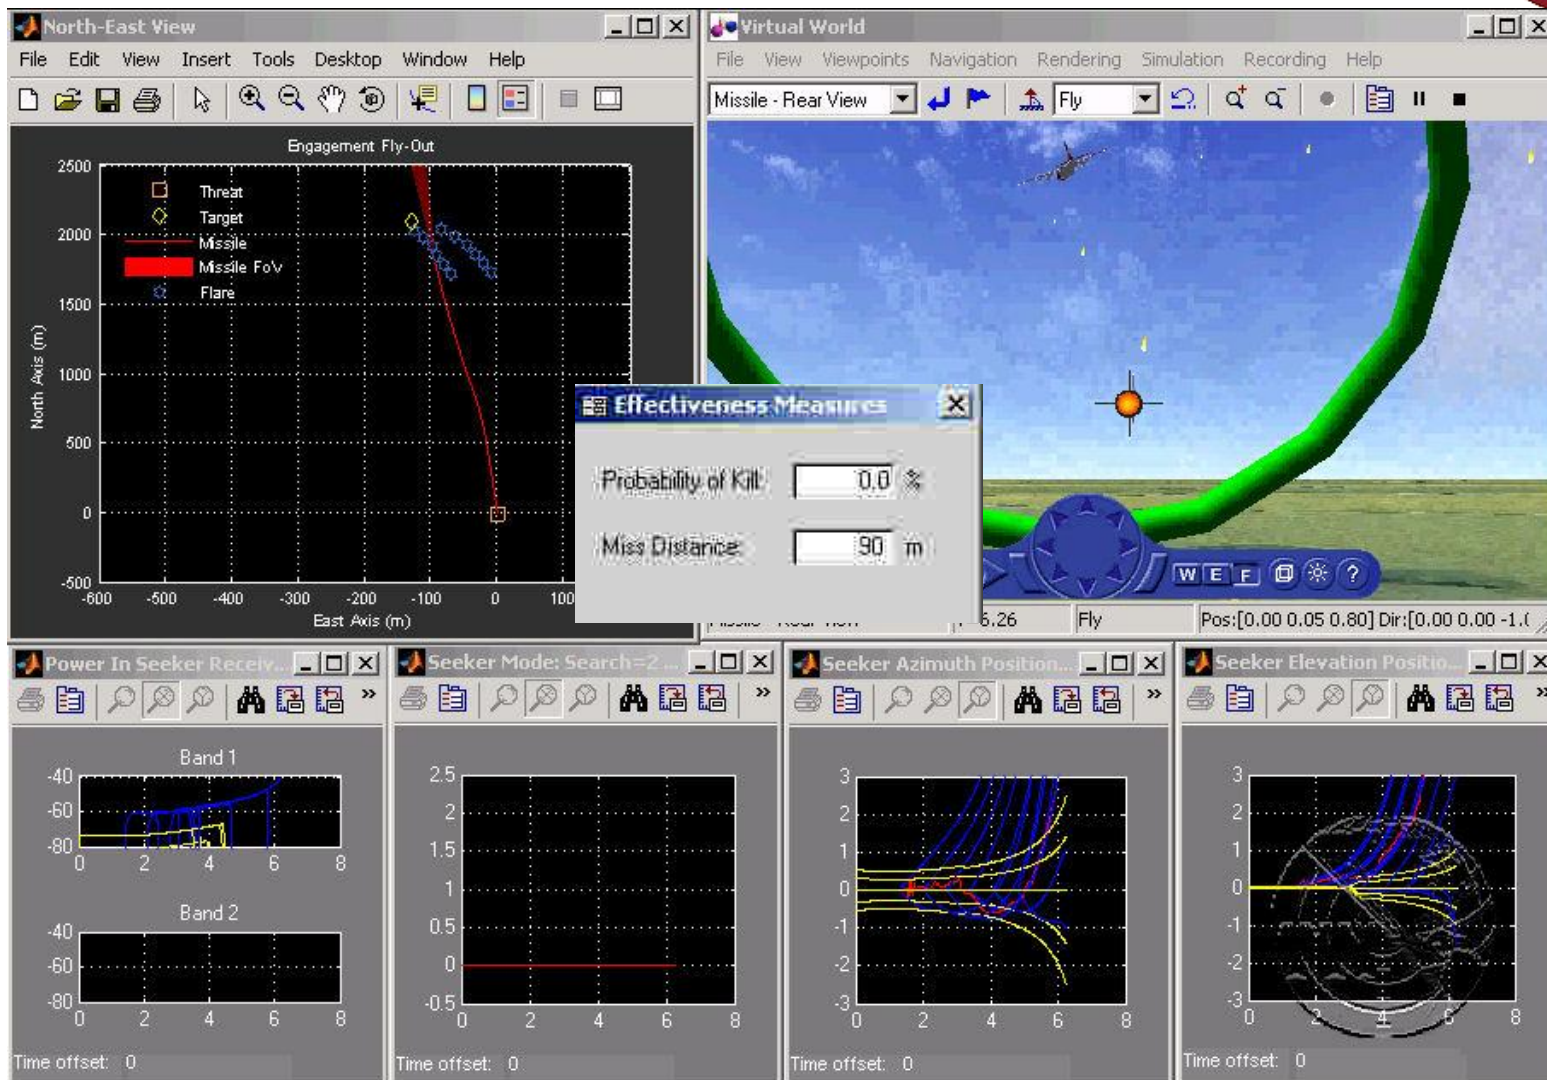 North-East View
File Edit View Insert Tools Desktop Window Help
Engagement Fly-Out
2500
2000
1500
1000
500
0
-500
North Axis (m)
Threat
Target
Missile
Missile FoV
Flare
-600 -500 -400 -300 -200 -100 0 100
East Axis (m)
Virtual World
File View Viewpoints Navigation Rendering Simulation Recording Help
Missile - Rear View Fly
Effectiveness Measures
Probability of Kill: 0.0 %
Miss Distance: 90 m
W E F ?
6.26 Fly Pos:[0.00 0.05 0.80] Dir:[0.00 0.00 -1.(
Power In Seeker Receiv...
Band 1
-40
-60
-80
0 2 4 6 8
Band 2
-40
-60
-80
0 2 4 6 8
Time offset: 0
Seeker Mode: Search=2 ...
2.5
2
1.5
1
0.5
0
-0.5
0 2 4 6 8
Time offset: 0
Seeker Azimuth Position...
3
2
1
0
-1
-2
-3
0 2 4 6 8
Time offset: 0
Seeker Elevation Positio...
3
2
1
0
-1
-2
-3
0 2 4 6 8
Time offset: 0